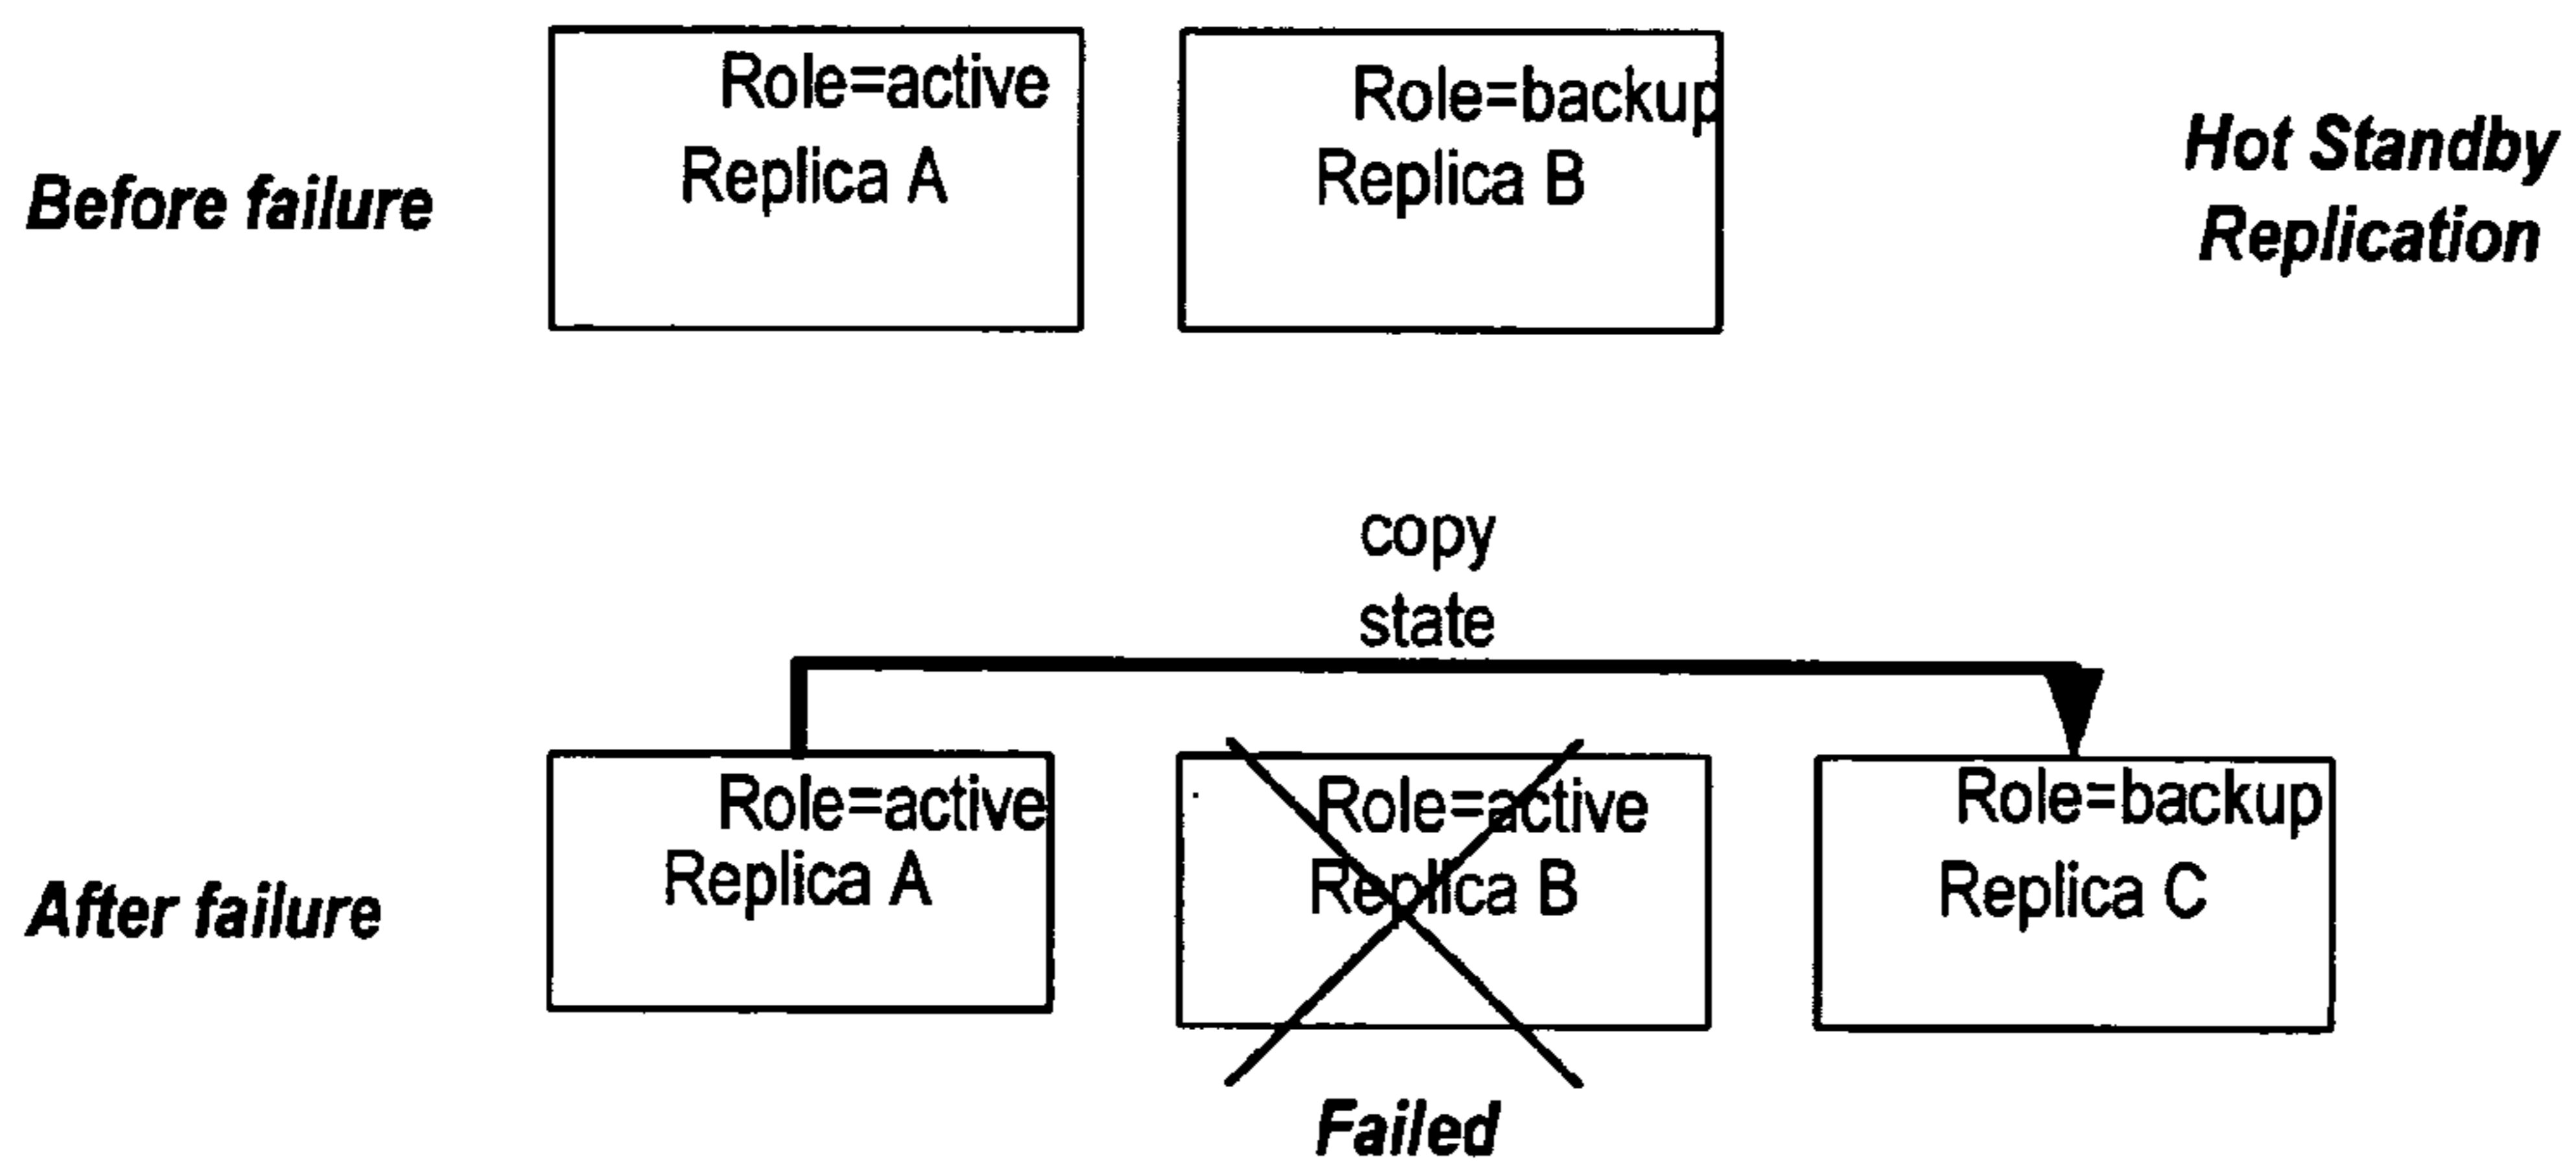 Role=active
Replica A
Role=backup
Replica B
Before failure
Hot Standby
Replication
copy
state
Role=active
Replica A
Role=active
Replica B
Role=backup
Replica C
After failure
Failed